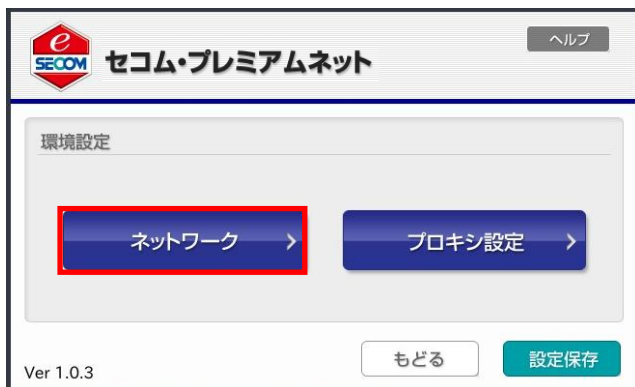 e
SECOM
セコム・プレミアムネット
ヘルプ
環境設定
ネットワーク
プロキシ設定
もどる
設定保存
Ver 1.0.3